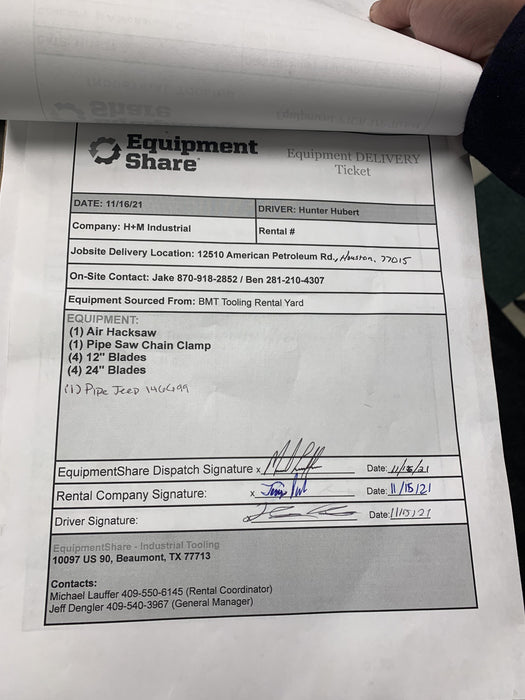 Equipment
Share
Equipment DELIVERY
Ticket
DATE: 11/16/21
DRIVER: Hunter Hubert
Company: H+M Industrial
Rental #
Jobsite Delivery Location: 12510 American Petroleum Rd., Houston, 77015
On-Site Contact: Jake 870-918-2852 / Ben 281-210-4307
Equipment Sourced From: BMT Tooling Rental Yard
EQUIPMENT:
(1) Air Hacksaw
(1) Pipe Saw Chain Clamp
(4) 12" Blades
(4) 24" Blades
(1) Pipe Jeep
EquipmentShare Dispatch Signature x
Date: 11/15/21
Rental Company Signature: x
Date: 11/15/21
Driver Signature:
Date: 11/15/21
EquipmentShare - Industrial Tooling
10097 US 90, Beaumont, TX 77713
Contacts:
Michael Lauffer 409-550-6145 (Rental Coordinator)
Jeff Dengler 409-540-3967 (General Manager)